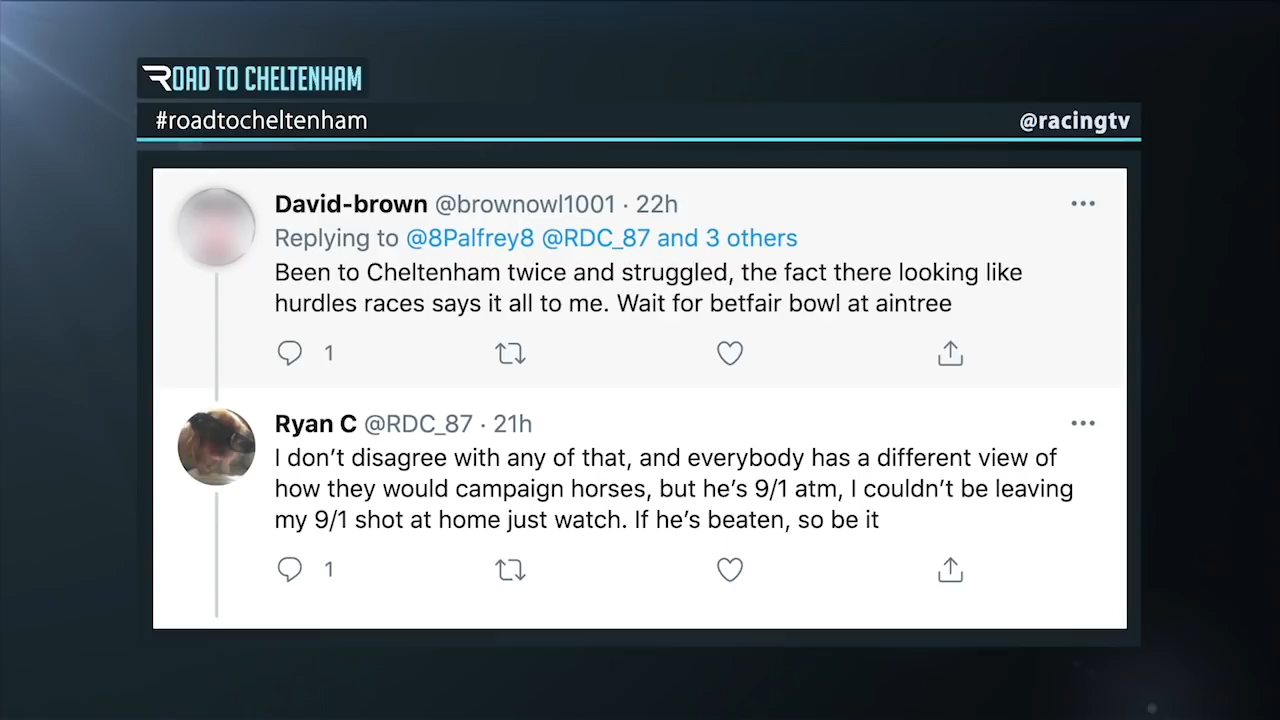 ROAD TO CHELTENHAM
#roadtocheltenham
@racingtv
David-brown @brownowl1001 · 22h
Replying to @8Palfrey8 @RDC_87 and 3 others
Been to Cheltenham twice and struggled, the fact there looking like
hurdles races says it all to me. Wait for betfair bowl at aintree
1
Ryan C @RDC_87 · 21h
I don't disagree with any of that, and everybody has a different view of
how they would campaign horses, but he's 9/1 atm, I couldn't be leaving
my 9/1 shot at home just watch. If he's beaten, so be it
1